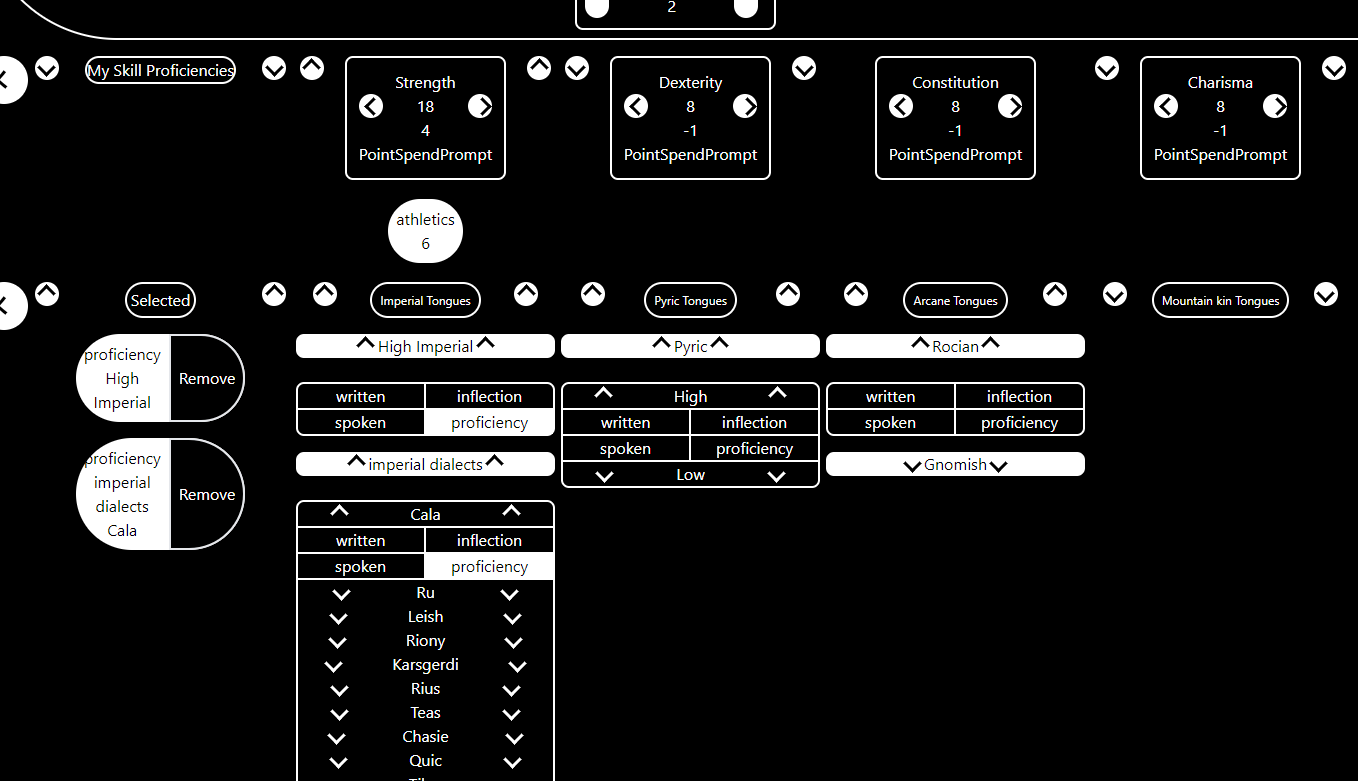 2
My Skill Proficiencies
Strength
18
4
PointSpendPrompt
Dexterity
8
-1
PointSpendPrompt
Constitution
8
-1
PointSpendPrompt
Charisma
8
-1
PointSpendPrompt
athletics
6
Selected
Imperial Tongues
Pyric Tongues
Arcane Tongues
Mountain kin Tongues
proficiency
High
Imperial
Remove
proficiency
imperial
dialects
Cala
Remove
High Imperial
written
inflection
spoken
proficiency
imperial dialects
Cala
written
inflection
spoken
proficiency
Ru
Leish
Riony
Karsgerdi
Rius
Teas
Chasie
Quic
Pyric
High
written
inflection
spoken
proficiency
Low
Rocian
written
inflection
spoken
proficiency
Gnomish